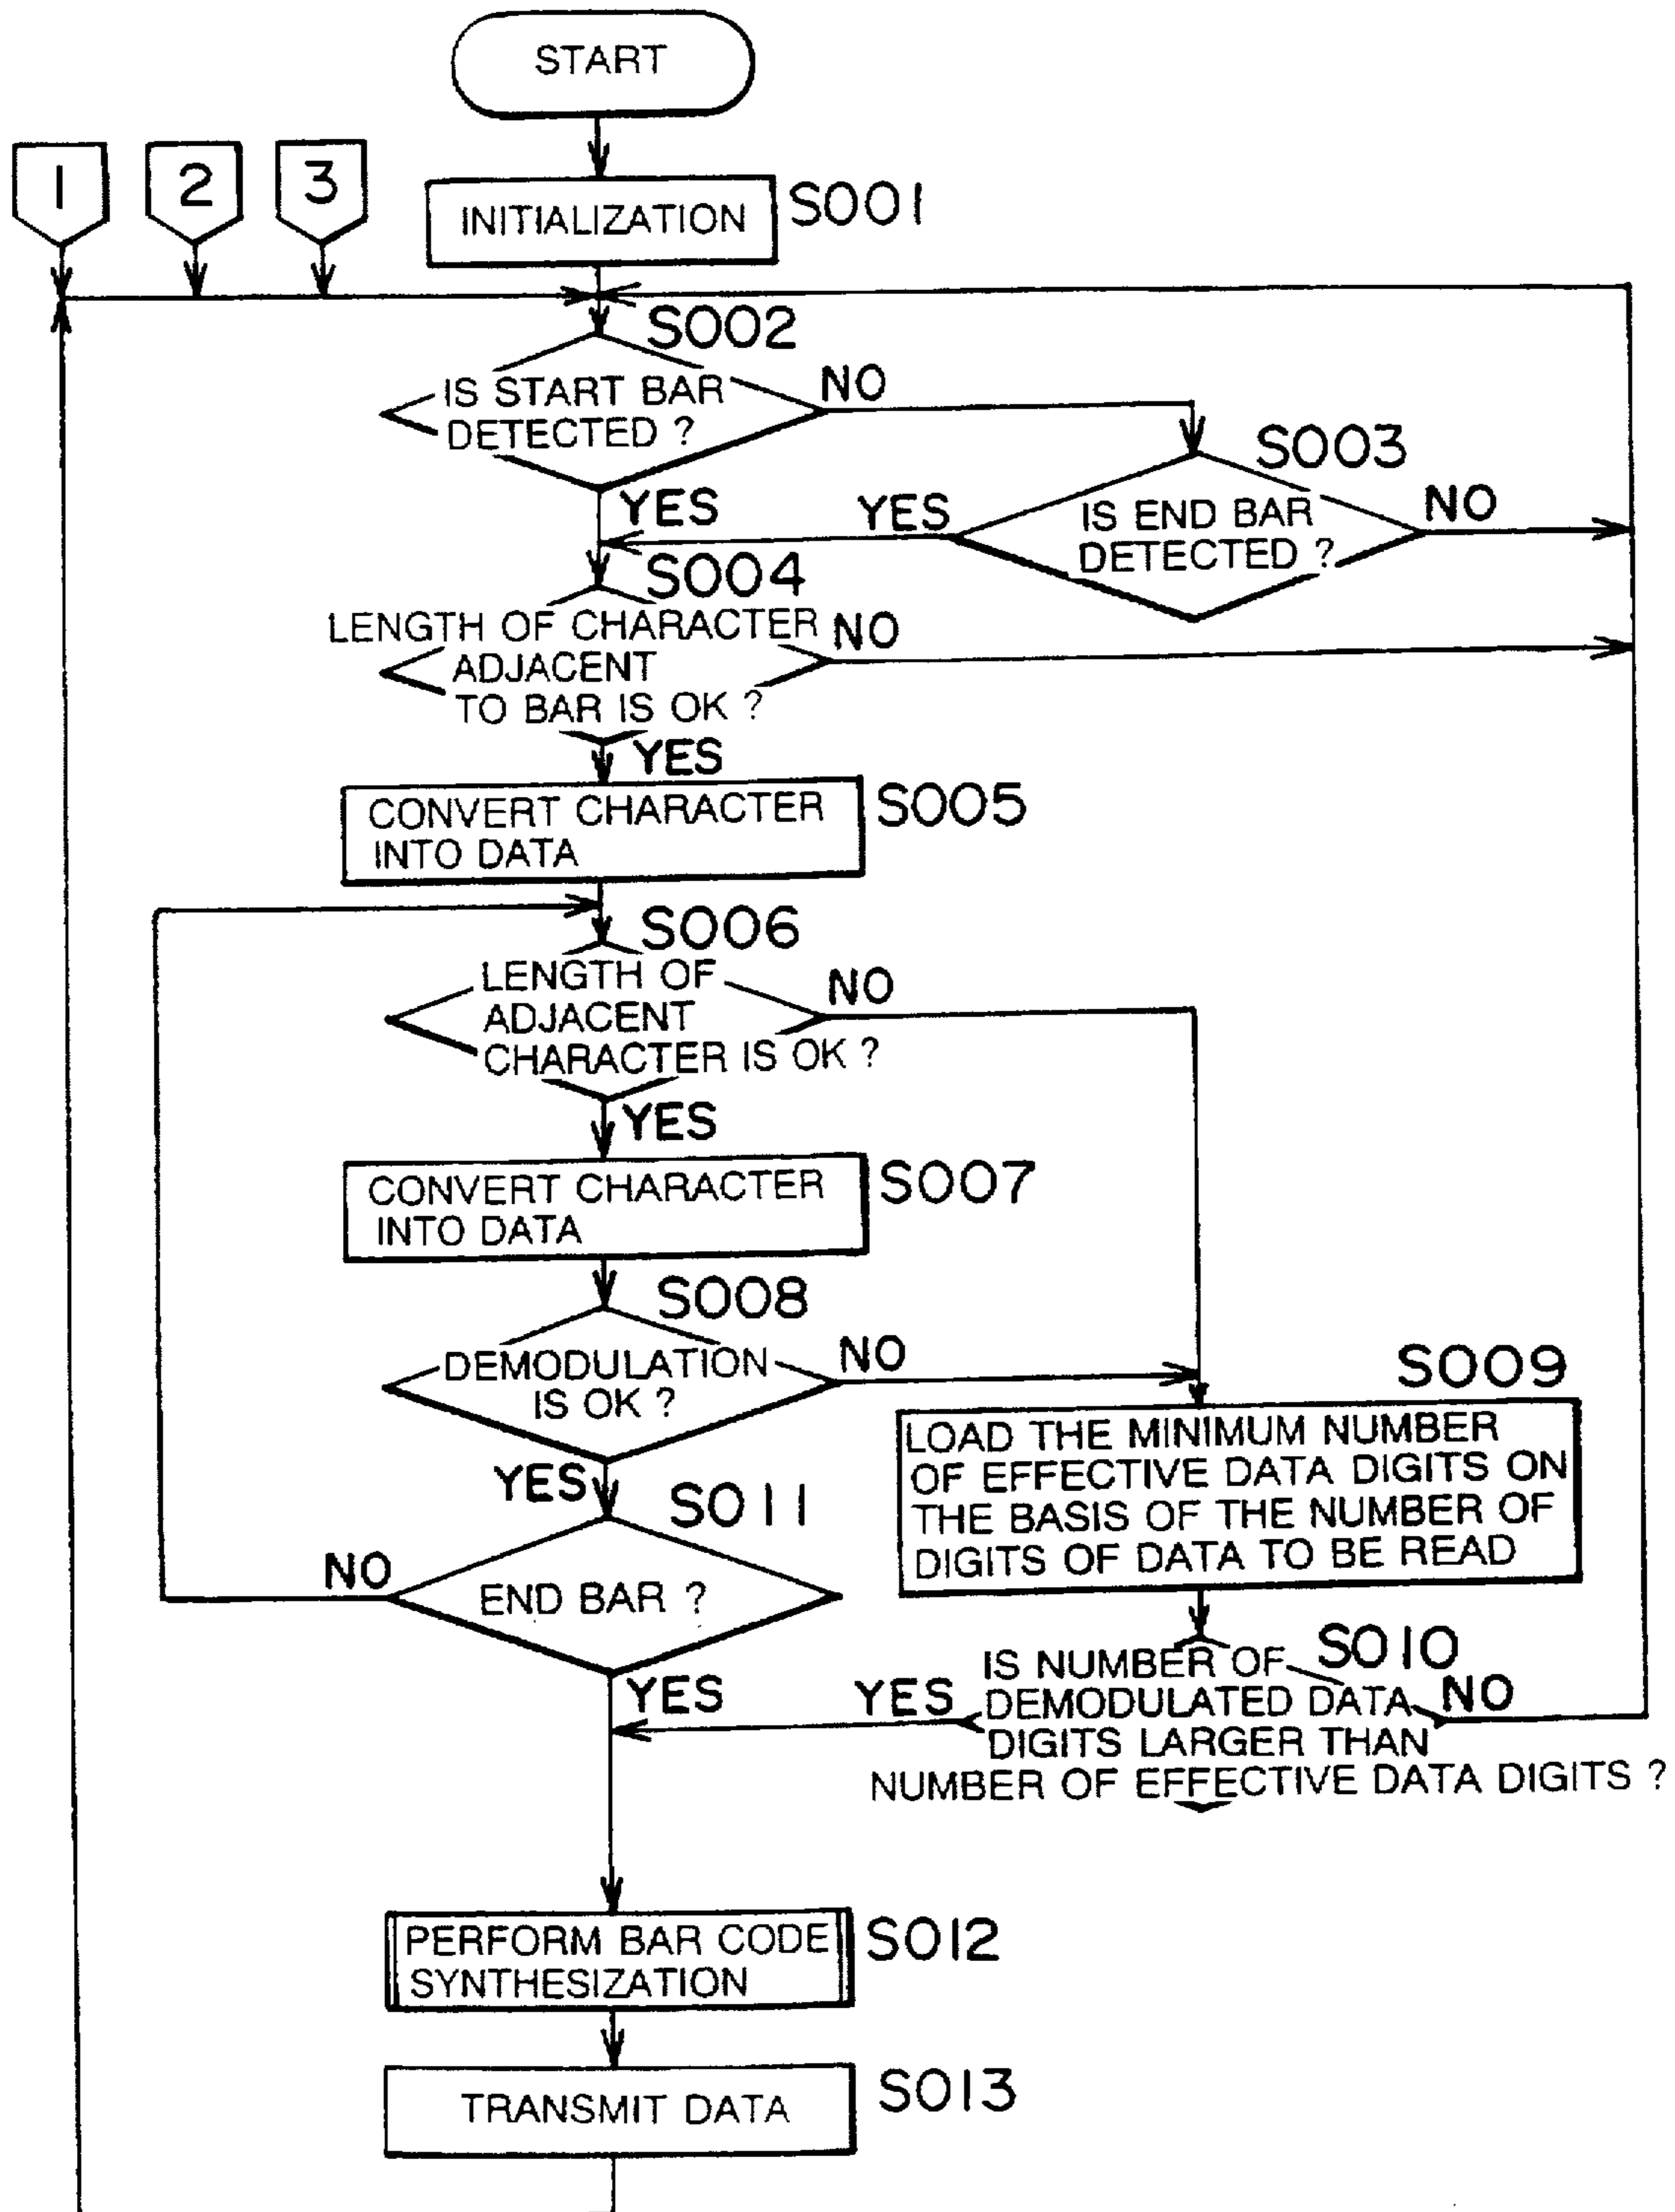 START
1
2
3
INITIALIZATION
S001
S002
IS START BAR
DETECTED ?
NO
S003
YES
YES
IS END BAR
DETECTED ?
NO
S004
LENGTH OF CHARACTER
ADJACENT
TO BAR IS OK ?
NO
YES
CONVERT CHARACTER
INTO DATA
S005
S006
LENGTH OF
ADJACENT
CHARACTER IS OK ?
NO
YES
CONVERT CHARACTER
INTO DATA
S007
S008
DEMODULATION
IS OK ?
NO
S009
LOAD THE MINIMUM NUMBER
OF EFFECTIVE DATA DIGITS ON
THE BASIS OF THE NUMBER OF
DIGITS OF DATA TO BE READ
YES
S011
NO
END BAR ?
S010
IS NUMBER OF
DEMODULATED DATA
DIGITS LARGER THAN
NUMBER OF EFFECTIVE DATA DIGITS ?
YES
YES
NO
PERFORM BAR CODE
SYNTHESIZATION
S012
TRANSMIT DATA
S013